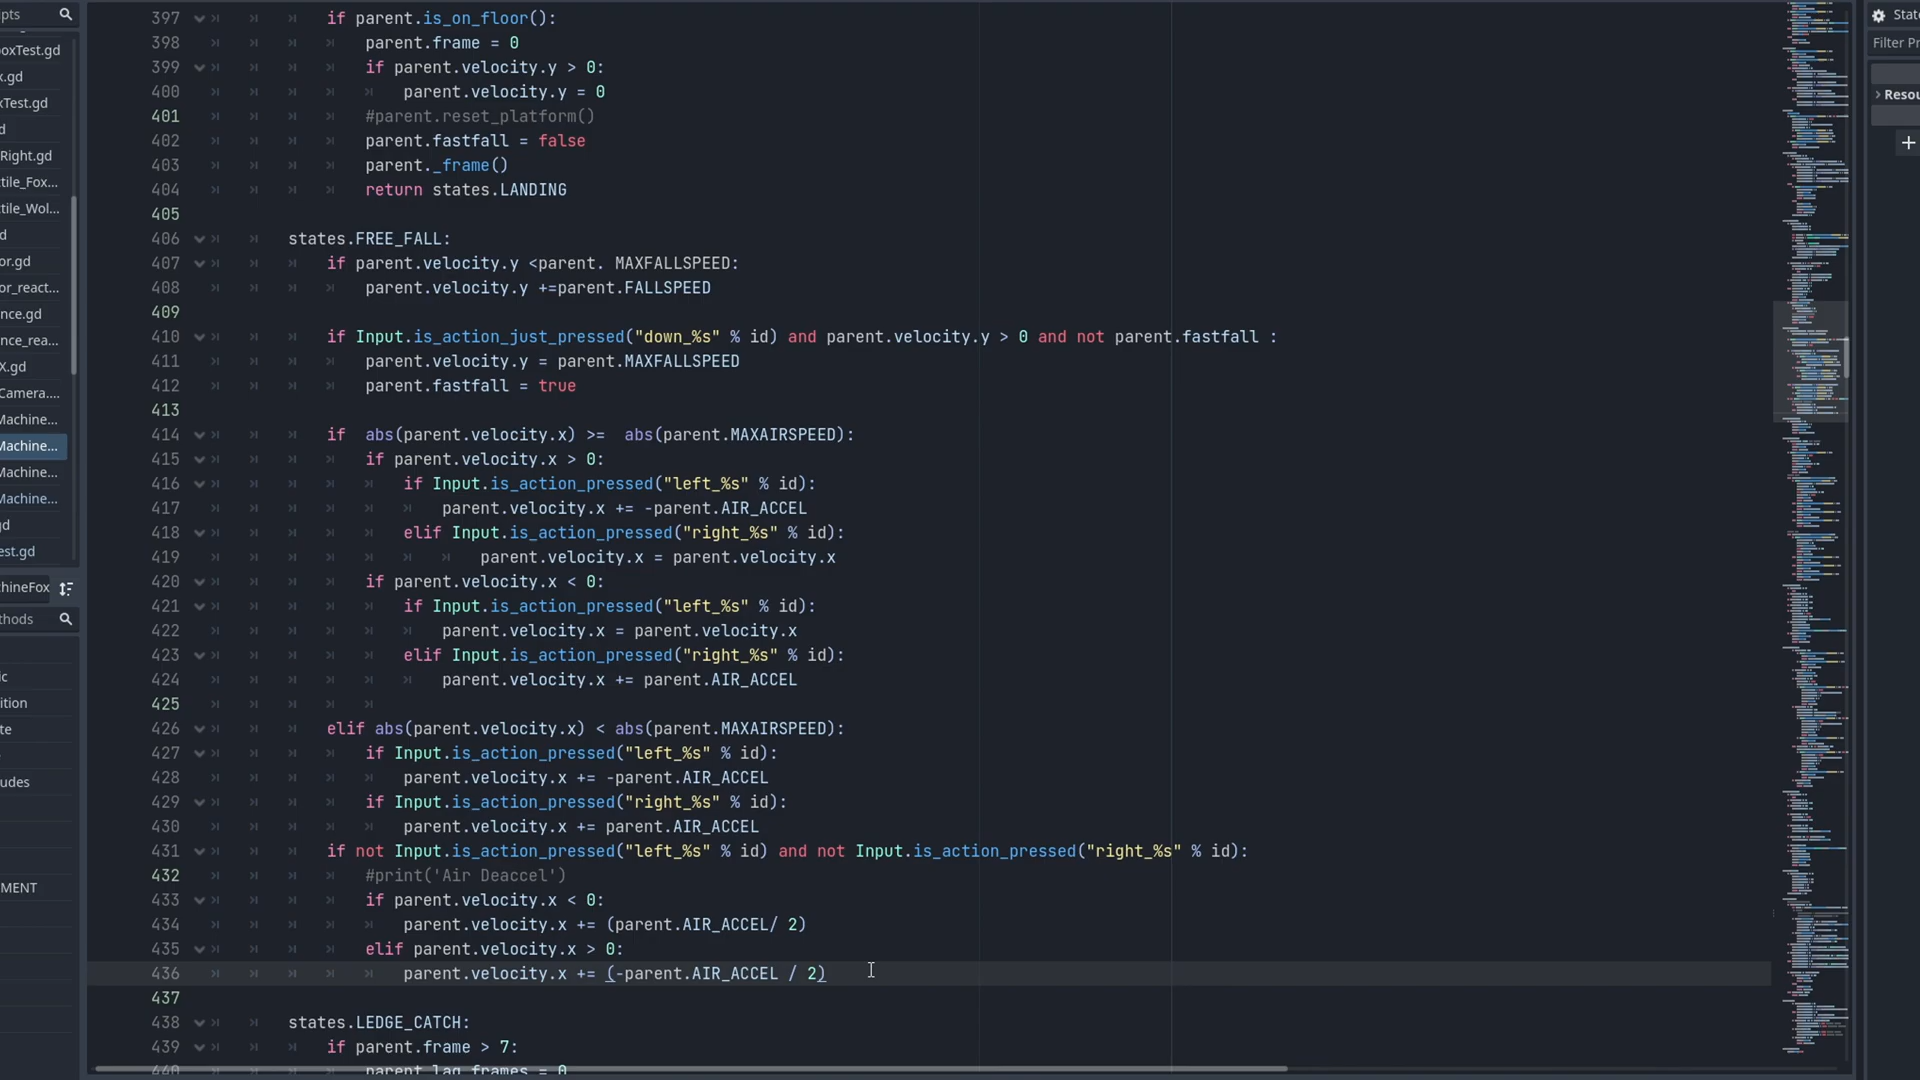 ipts
oxTest.gd
x.gd
xTest.gd
d
Right.gd
tile_Fox...
tile_Wol...
d
or.gd
or_react...
nce.gd
nce_rea...
X.gd
Camera....
Machine...
Machine...
Machine...
Machine...
gd
est.gd
hineFox
thods
ic
ition
te
udes
MENT
397 if parent.is_on_floor():
398 parent.frame = 0
399 if parent.velocity.y > 0:
400 parent.velocity.y = 0
401 #parent.reset_platform()
402 parent.fastfall = false
403 parent._frame()
404 return states.LANDING
405
406 states.FREE_FALL:
407 if parent.velocity.y <parent. MAXFALLSPEED:
408 parent.velocity.y +=parent.FALLSPEED
409
410 if Input.is_action_just_pressed("down_%s" % id) and parent.velocity.y > 0 and not parent.fastfall :
411 parent.velocity.y = parent.MAXFALLSPEED
412 parent.fastfall = true
413
414 if  abs(parent.velocity.x) >=  abs(parent.MAXAIRSPEED):
415 if parent.velocity.x > 0:
416 if Input.is_action_pressed("left_%s" % id):
417 parent.velocity.x += -parent.AIR_ACCEL
418 elif Input.is_action_pressed("right_%s" % id):
419 parent.velocity.x = parent.velocity.x
420 if parent.velocity.x < 0:
421 if Input.is_action_pressed("left_%s" % id):
422 parent.velocity.x = parent.velocity.x
423 elif Input.is_action_pressed("right_%s" % id):
424 parent.velocity.x += parent.AIR_ACCEL
425
426 elif abs(parent.velocity.x) < abs(parent.MAXAIRSPEED):
427 if Input.is_action_pressed("left_%s" % id):
428 parent.velocity.x += -parent.AIR_ACCEL
429 if Input.is_action_pressed("right_%s" % id):
430 parent.velocity.x += parent.AIR_ACCEL
431 if not Input.is_action_pressed("left_%s" % id) and not Input.is_action_pressed("right_%s" % id):
432 #print('Air Deaccel')
433 if parent.velocity.x < 0:
434 parent.velocity.x += (parent.AIR_ACCEL/ 2)
435 elif parent.velocity.x > 0:
436 parent.velocity.x += (-parent.AIR_ACCEL / 2)
437
438 states.LEDGE_CATCH:
439 if parent.frame > 7:
440 parent.lag_frames = 0
State
Filter Pr
Resou